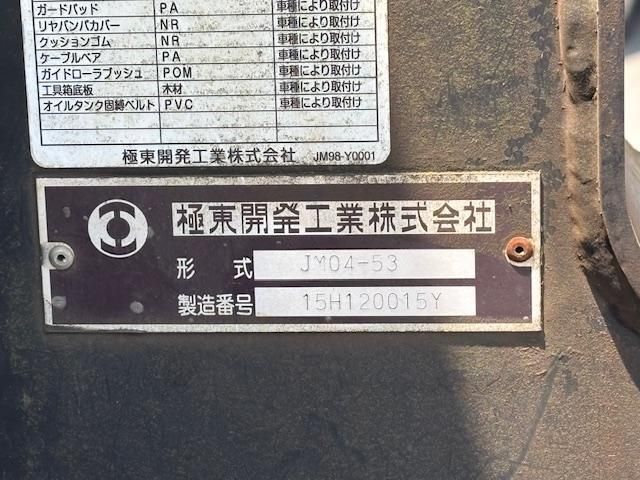 ガードパッド PA 車種により取付け
リヤバンパカバー NR 車種により取付け
クッションゴム NR 車種により取付け
ケーブルベア PA 車種により取付け
ガイドローラブッシュ POM 車種により取付け
工具箱底板 木材 車種により取付け
オイルタンク固縛ベルト PVC 車種により取付け
極東開発工業株式会社 JM98-Y0001
極東開発工業株式会社
形式 JM04-53
製造番号 15H120015Y